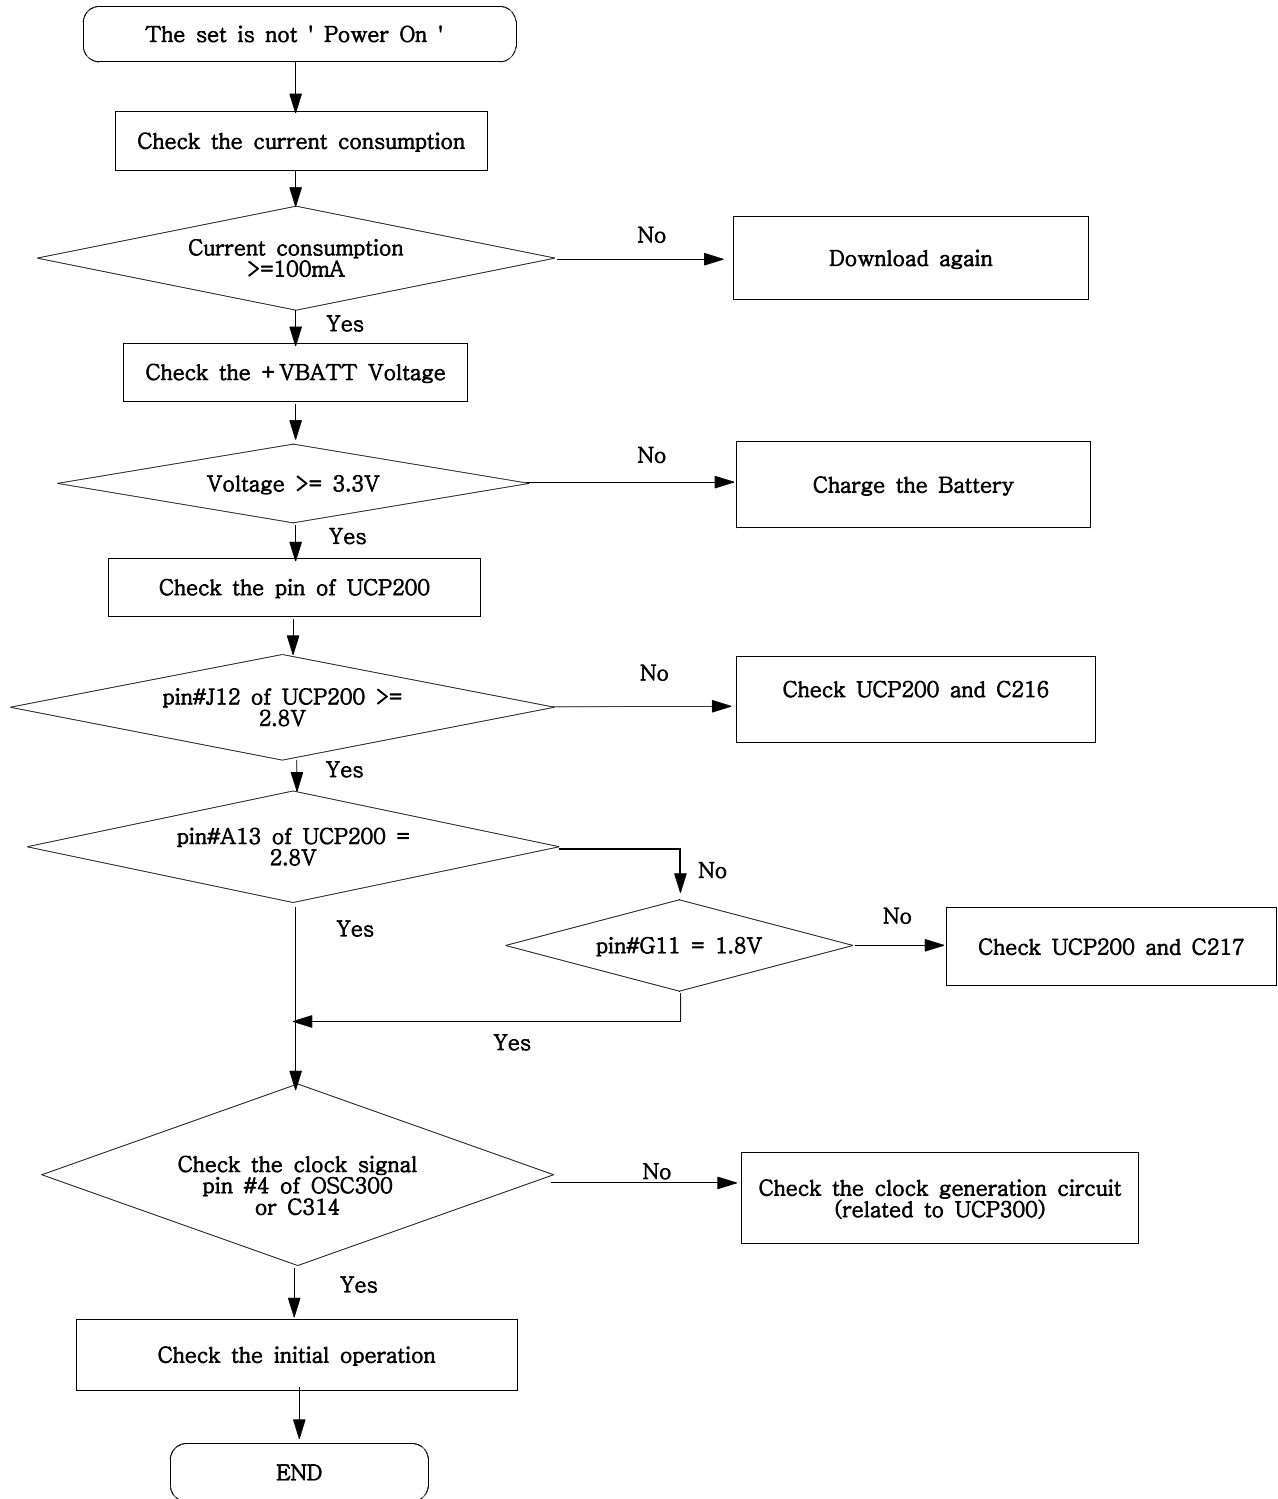 The set is not ' Power On '
Check the current consumption
Current consumption
>=100mA
No
Download again
Yes
Check the +VBATT Voltage
Voltage >= 3.3V
No
Charge the Battery
Yes
Check the pin of UCP200
pin#J12 of UCP200 >=
2.8V
No
Check UCP200 and C216
Yes
pin#A13 of UCP200 =
2.8V
No
Yes
pin#G11 = 1.8V
No
Check UCP200 and C217
Yes
Check the clock signal
pin #4 of OSC300
or C314
No
Check the clock generation circuit
(related to UCP300)
Yes
Check the initial operation
END